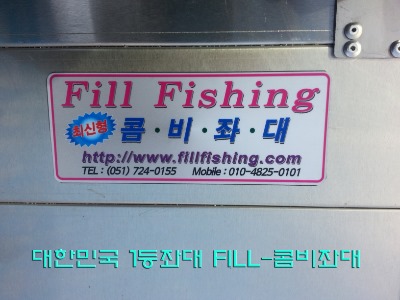 Fill Fishing
최신형 콤·비·좌·대
http://www.fillfishing.com
TEL : (051) 724-0155 Mobile : 010-4825-0101
대한민국 1등좌대 FILL-콤비좌대